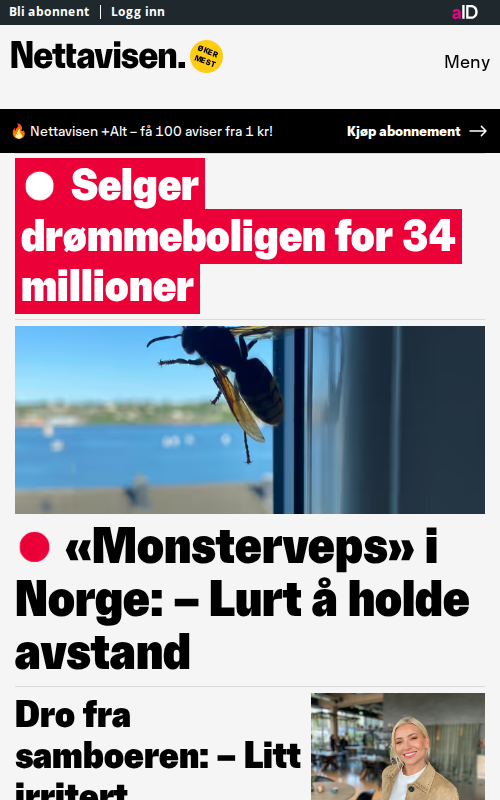 Bli abonnent | Logg inn
aID
Nettavisen.
ØKER
MEST
Meny
🔥 Nettavisen +Alt – få 100 aviser fra 1 kr!
Kjøp abonnement →
Selger
drømmeboligen for 34
millioner
«Monsterveps» i
Norge: – Lurt å holde
avstand
Dro fra
samboeren: – Litt
irritert